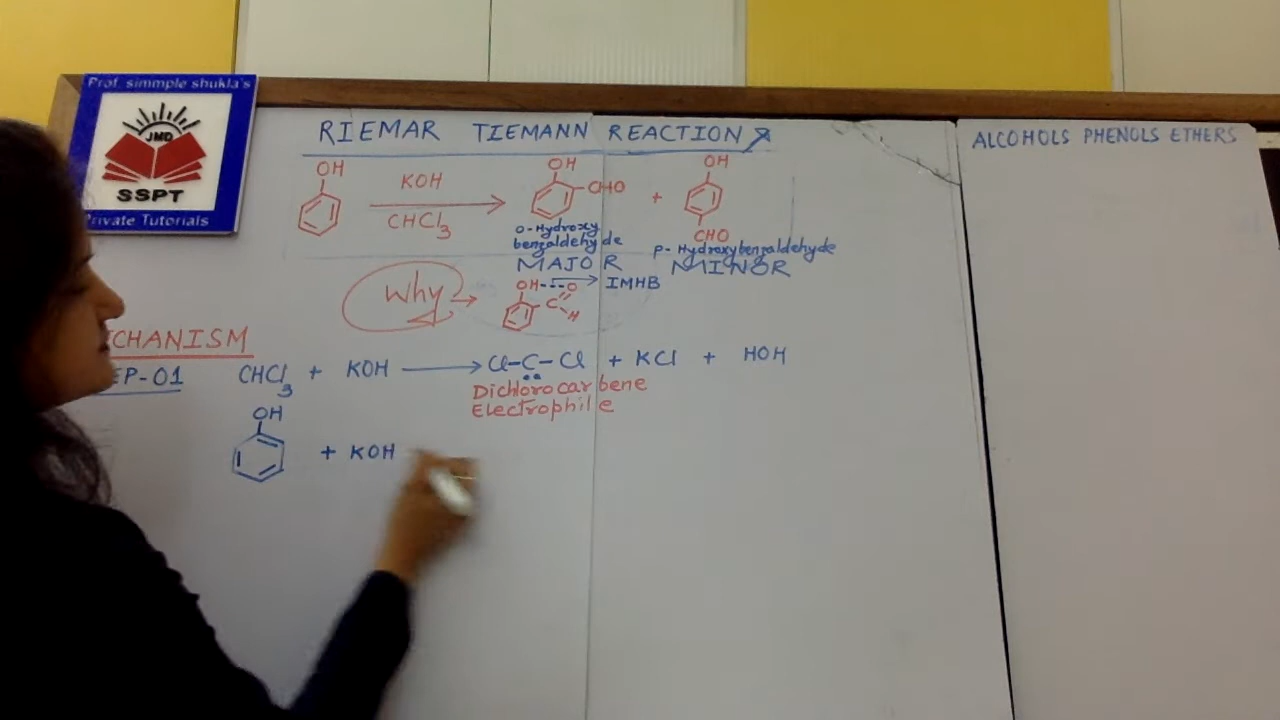 Prof. simmple shukla's
JMD
SSPT
Private Tutorials
RIEMAR TIEMANN REACTION
ALCOHOLS PHENOLS ETHERS
OH KOH CHCl3 OH CHO + OH CHO
O-Hydroxy benzaldehyde
P-Hydroxybenzaldehyde
MAJOR MINOR
Why OH O C H IMHB
CHANISM
EP-01 CHCl3 + KOH Cl-C-Cl + KCl + HOH
Dichlorocarbene
Electrophile
OH
+ KOH